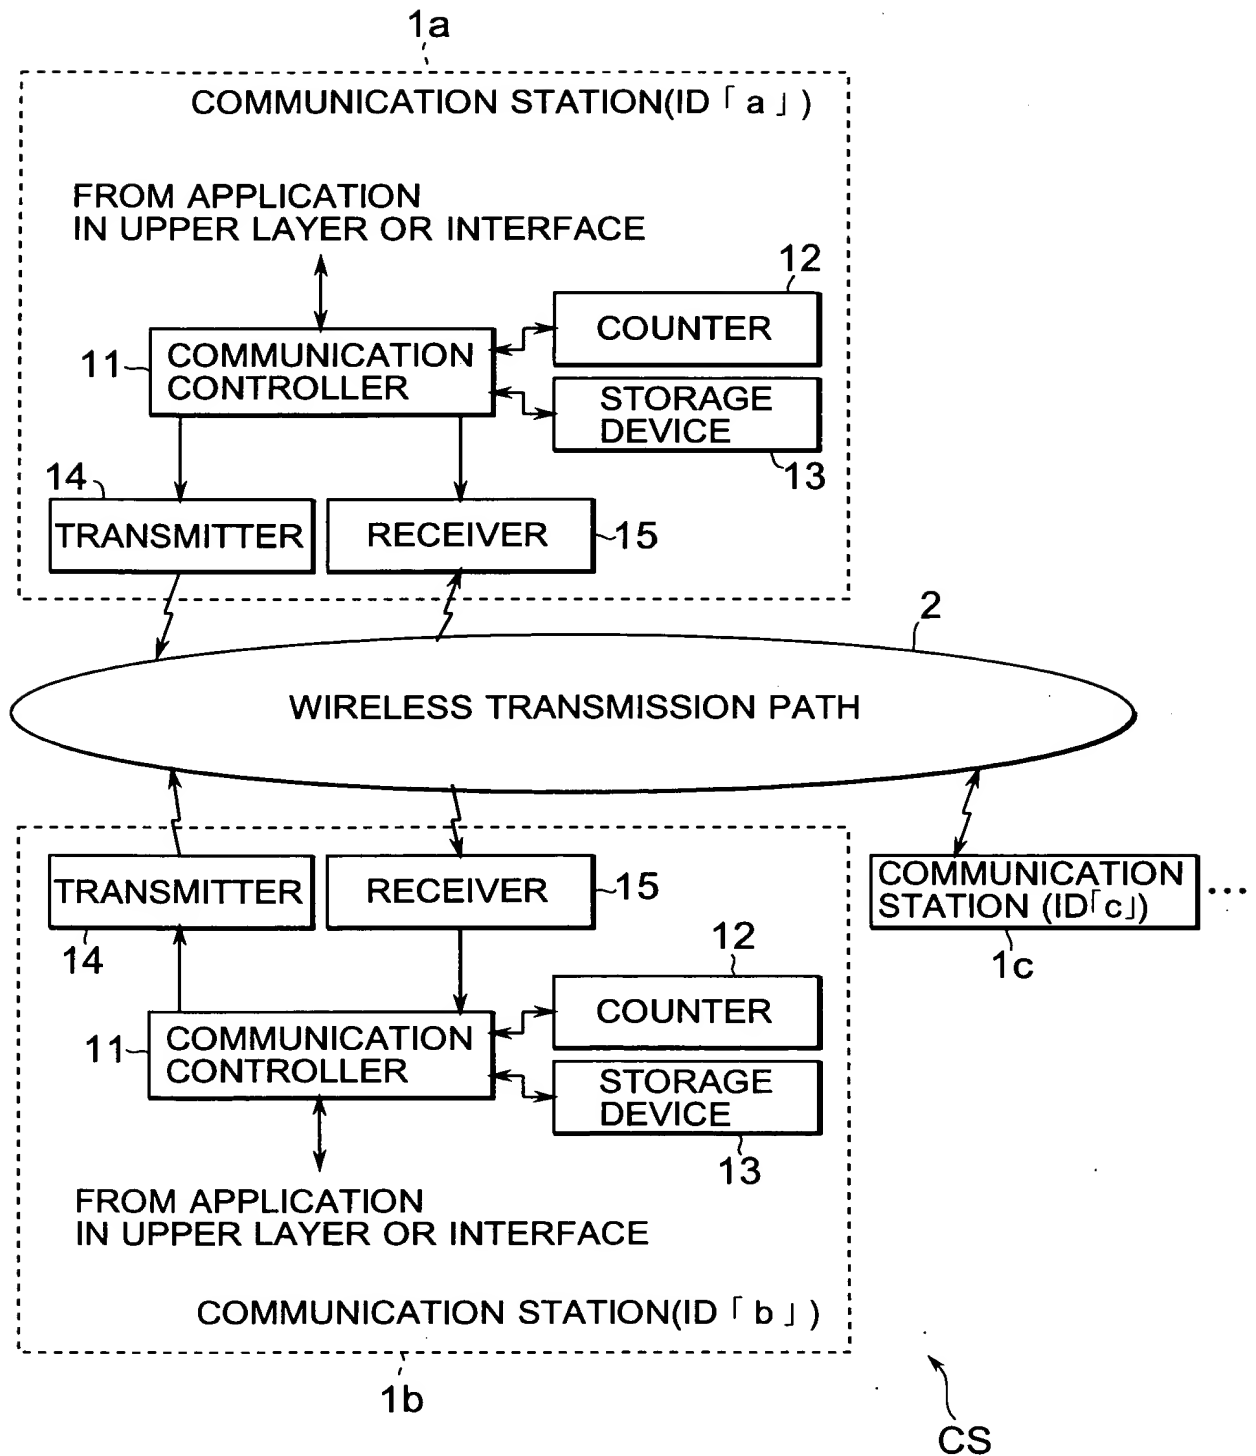 1a
COMMUNICATION STATION(ID「a」)
FROM APPLICATION
IN UPPER LAYER OR INTERFACE
12
COUNTER
11
COMMUNICATION
CONTROLLER
STORAGE
DEVICE
13
14
TRANSMITTER
RECEIVER
15
2
WIRELESS TRANSMISSION PATH
TRANSMITTER
14
RECEIVER
15
COMMUNICATION
STATION (ID「c」)
...
1c
12
COUNTER
11
COMMUNICATION
CONTROLLER
STORAGE
DEVICE
13
FROM APPLICATION
IN UPPER LAYER OR INTERFACE
COMMUNICATION STATION(ID「b」)
1b
CS